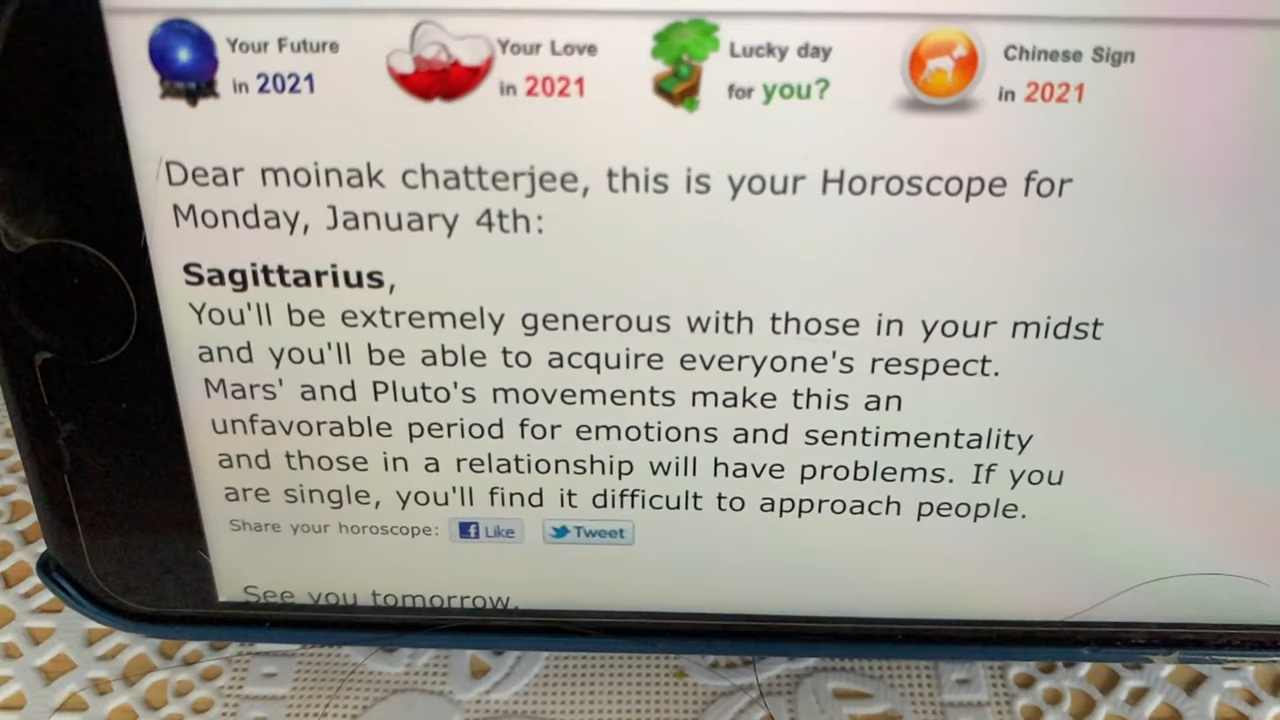 Your Future
in 2021
Your Love
in 2021
Lucky day
for you?
Chinese Sign
in 2021
Dear moinak chatterjee, this is your Horoscope for
Monday, January 4th:
Sagittarius,
You'll be extremely generous with those in your midst
and you'll be able to acquire everyone's respect.
Mars' and Pluto's movements make this an
unfavorable period for emotions and sentimentality
and those in a relationship will have problems. If you
are single, you'll find it difficult to approach people.
Share your horoscope: f Like Tweet
See you tomorrow,